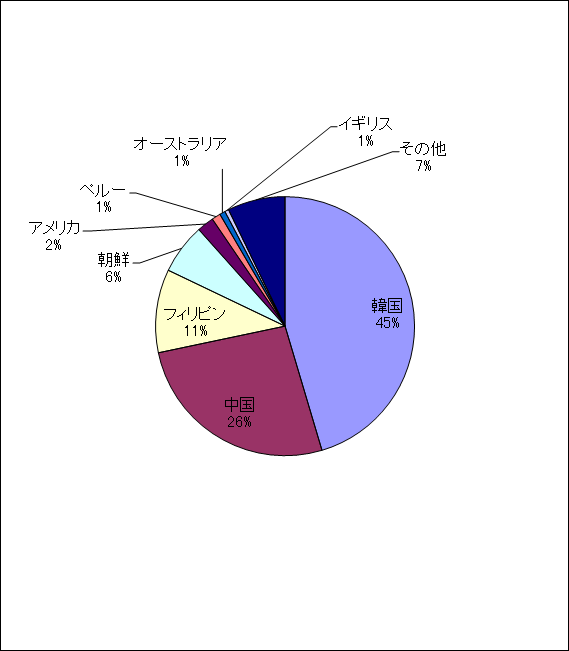 イギリス
1%
オーストラリア
1%
その他
7%
ペルー
1%
アメリカ
2%
朝鮮
6%
韓国
45%
フィリピン
11%
中国
26%